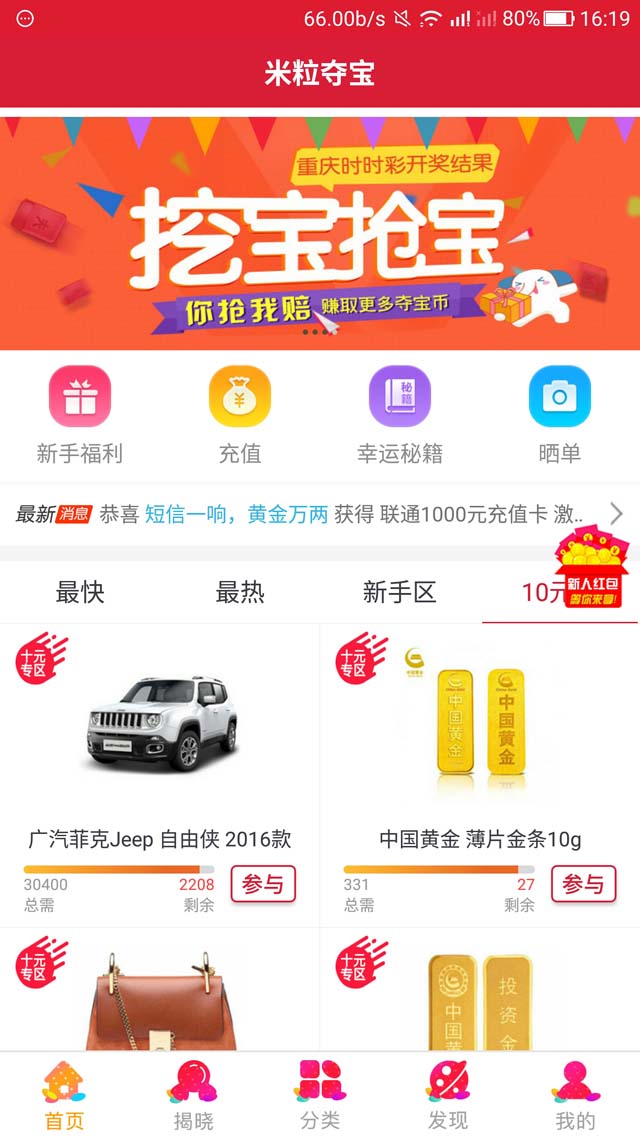 66.00b/s 80% 16:19
米粒夺宝
重庆时时彩开奖结果
挖宝抢宝
你抢我赔 赚取更多夺宝币
新手福利 充值 秘籍 幸运秘籍 晒单
最新消息 恭喜 短信一响，黄金万两 获得 联通1000元充值卡 激..
新人红包
等你来拿!
最快 最热 新手区 10元
十元专区
十元专区
中国黄金
中国黄金
广汽菲克Jeep 自由侠 2016款
中国黄金 薄片金条10g
30400 2208 参与
总需 剩余
331 27 参与
总需 剩余
十元专区
十元专区
中国黄
投资金
首页 揭晓 分类 发现 我的